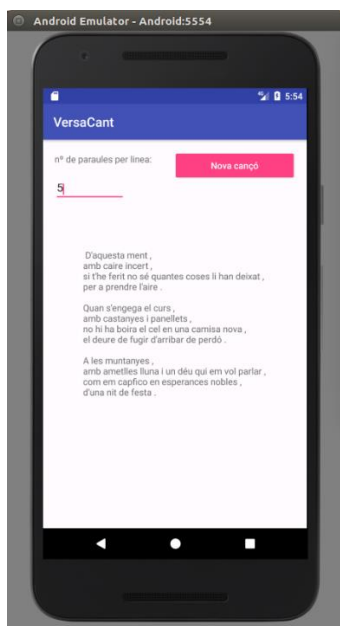 Android Emulator - Android:5554
5:54
VersaCant
nº de paraules per linea:
Nova cançó
5
D'aquesta ment ,
amb caire incert ,
si t'he ferit no sé quantes coses li han deixat ,
per a prendre l'aire .
Quan s'engega el curs ,
amb castanyes i panellets ,
no hi ha boira el cel en una camisa nova ,
el deure de fugir d'arribar de perdó .
A les muntanyes ,
amb ametlles lluna i un déu qui em vol parlar ,
com em capfico en esperances nobles ,
d'una nit de festa .